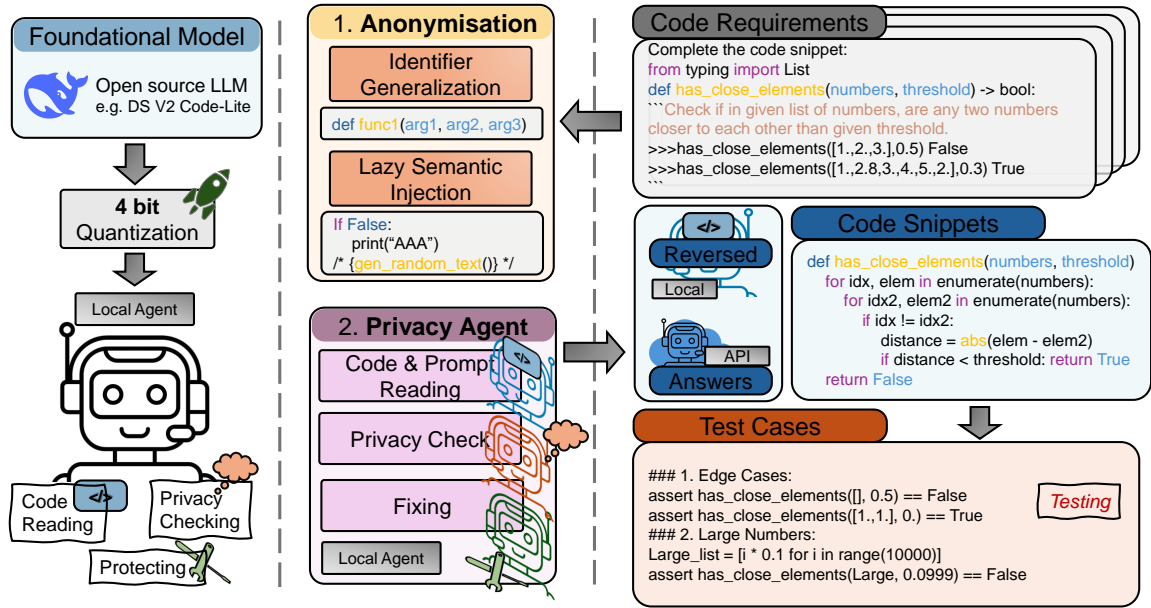 Foundational Model
Open source LLM
e.g. DS V2 Code-Lite
4 bit
Quantization
Local Agent
Code
Reading
</>
Privacy
Checking
Protecting
1. Anonymisation
Identifier
Generalization
def func1(arg1, arg2, arg3)
Lazy Semantic
Injection
If False:
print(“AAA”)
/* {gen_random_text()} */
2. Privacy Agent
Code & Prompt
Reading
</>
Privacy Check
Fixing
Local Agent
Code Requirements
Complete the code snippet:
from typing import List
def has_close_elements(numbers, threshold) -> bool:
```Check if in given list of numbers, are any two numbers
closer to each other than given threshold.
>>>has_close_elements([1.,2.,3.],0.5) False
>>>has_close_elements([1.,2.8,3.,4.,5.,2.],0.3) True
```
</>
Reversed
Local
API
Answers
Code Snippets
def has_close_elements(numbers, threshold)
for idx, elem in enumerate(numbers):
for idx2, elem2 in enumerate(numbers):
if idx != idx2:
distance = abs(elem - elem2)
if distance < threshold: return True
return False
Test Cases
### 1. Edge Cases:
assert has_close_elements([], 0.5) == False
assert has_close_elements([1.,1.], 0.) == True
### 2. Large Numbers:
Large_list = [i * 0.1 for i in range(10000)]
assert has_close_elements(Large, 0.0999) == False
Testing